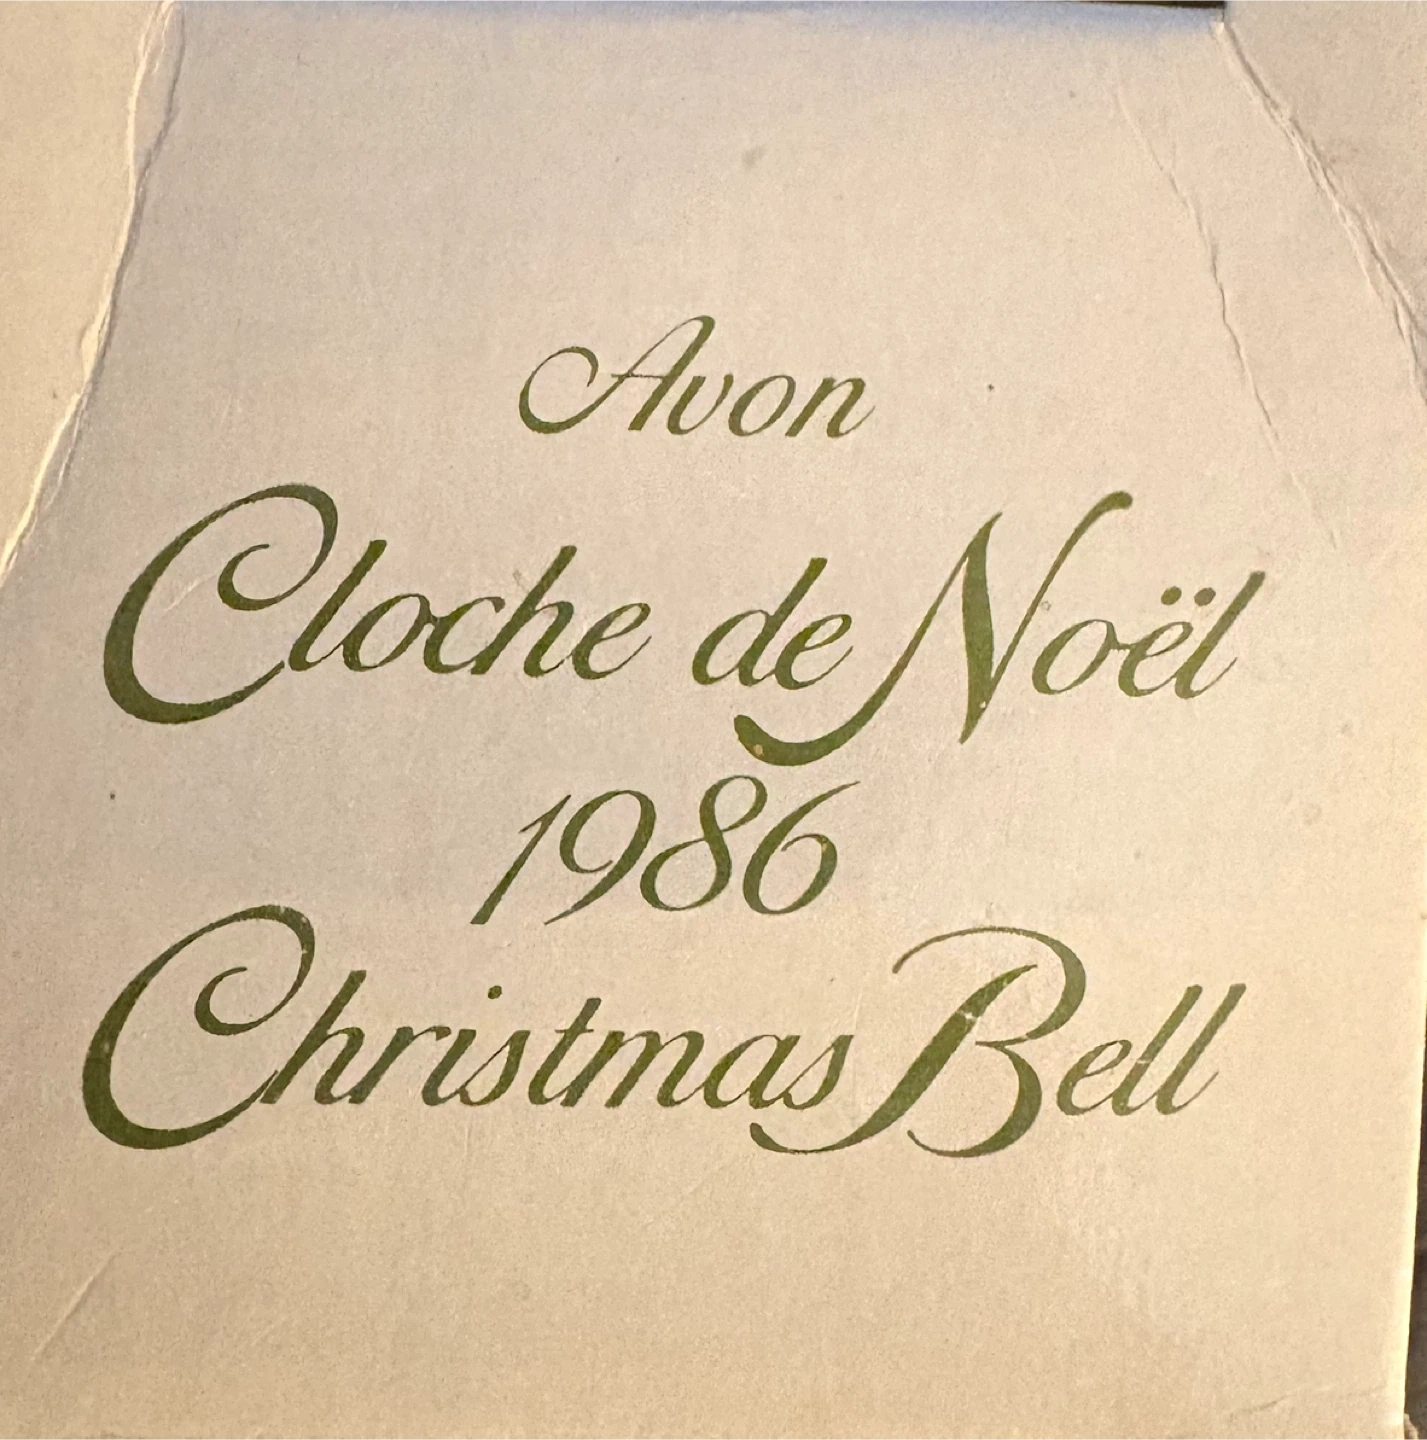 Avon
Cloche de Noël
1986
Christmas Bell